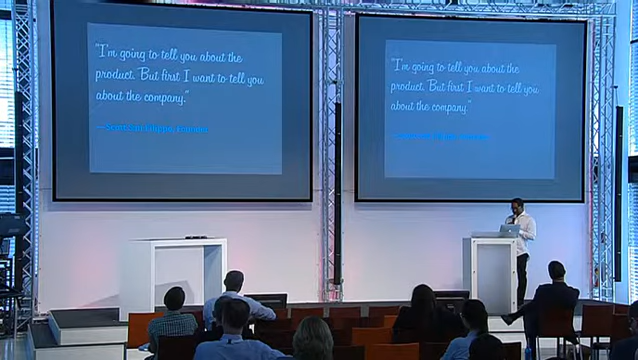 "I'm going to tell you about the
product. But first I want to tell you
about the company."
"I'm going to tell you about the
product. But first I want to tell you
about the company."